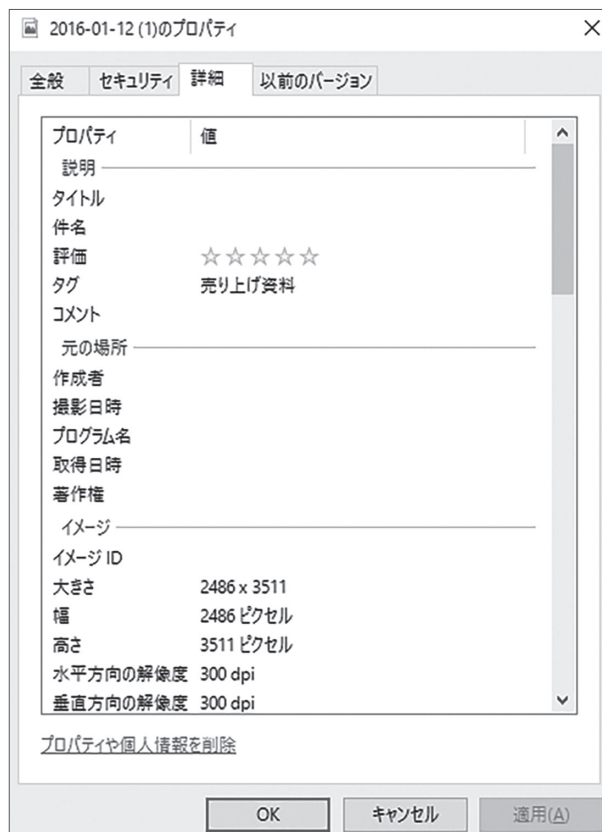 2016-01-12 (1)のプロパティ
全般 セキュリティ 詳細 以前のバージョン
プロパティ 値
説明
タイトル
件名
評価 ☆☆☆☆☆
タグ 売り上げ資料
コメント
元の場所
作成者
撮影日時
プログラム名
取得日時
著作権
イメージ
イメージ ID
大きさ 2486 x 3511
幅 2486 ピクセル
高さ 3511 ピクセル
水平方向の解像度 300 dpi
垂直方向の解像度 300 dpi
プロパティや個人情報を削除
OK キャンセル 適用(A)